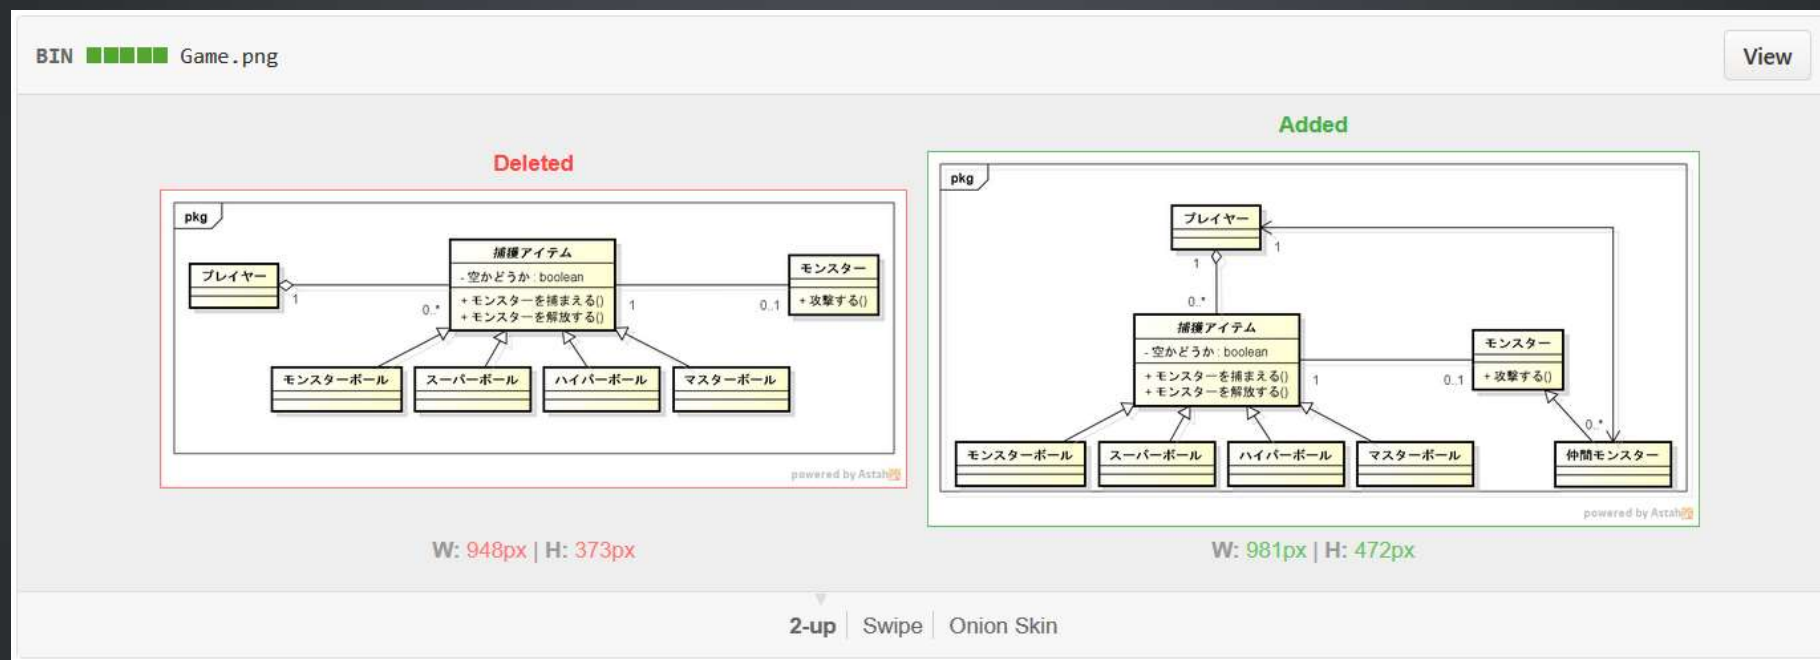 BIN Game.png
View
Deleted
pkg
捕獲アイテム
- 空かどうか : boolean
+ モンスターを捕まえる()
+ モンスターを解放する()
プレイヤー
1
0..*
1
0..1
モンスター
+ 攻撃する()
モンスターボール
スーパーボール
ハイパーボール
マスターボール
powered by Astah
W: 948px | H: 373px
Added
pkg
プレイヤー
1
1
0..*
捕獲アイテム
- 空かどうか : boolean
+ モンスターを捕まえる()
+ モンスターを解放する()
1
0..1
モンスター
+ 攻撃する()
0..*
モンスターボール
スーパーボール
ハイパーボール
マスターボール
仲間モンスター
powered by Astah
W: 981px | H: 472px
2-up
Swipe
Onion Skin